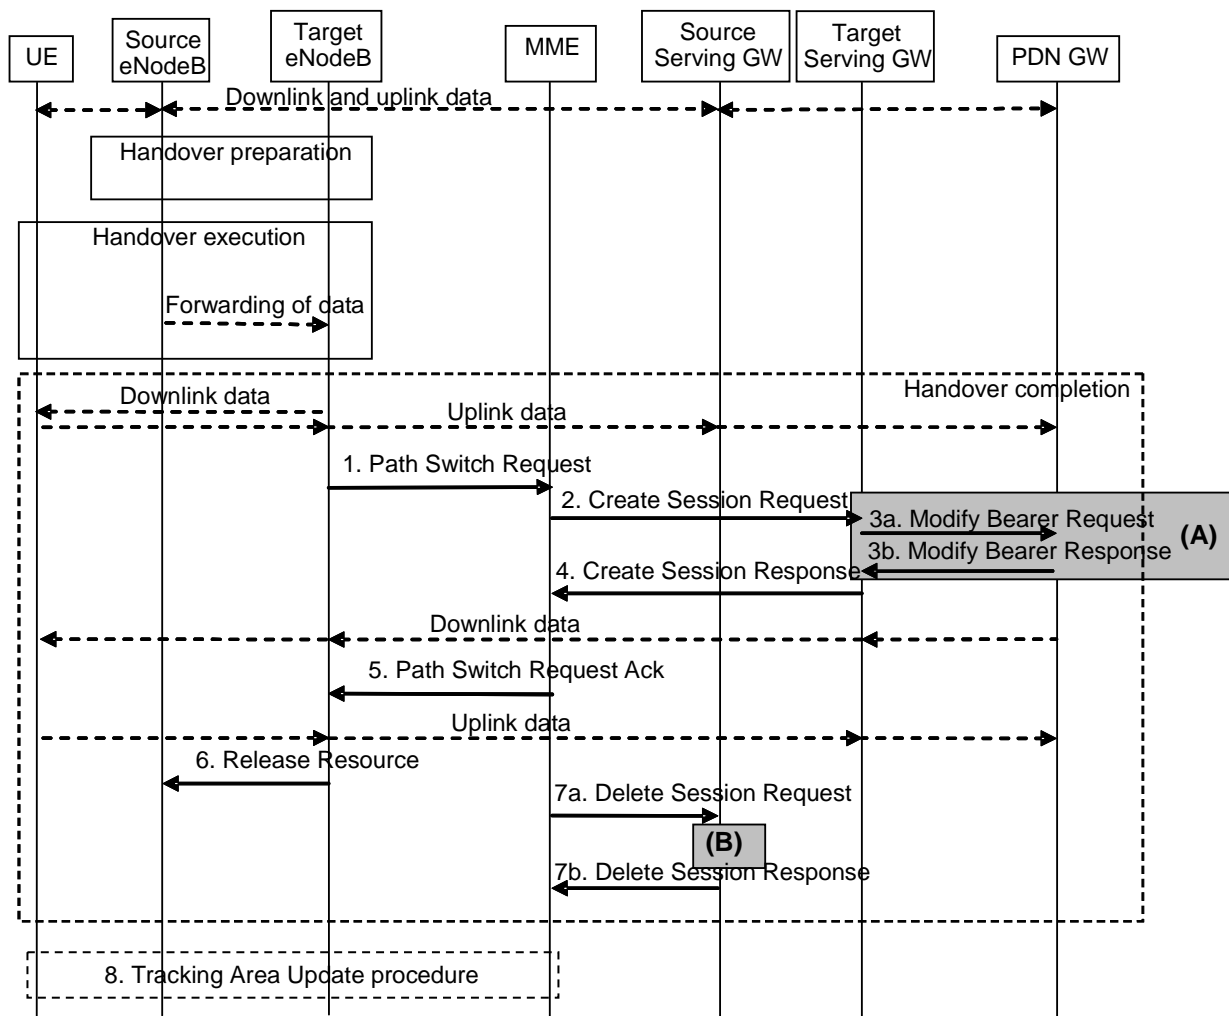 UE
Source
eNodeB
Target
eNodeB
MME
Source
Serving GW
Target
Serving GW
PDN GW
Downlink and uplink data
Handover preparation
Handover execution
Forwarding of data
Handover completion
Downlink data
Uplink data
1. Path Switch Request
2. Create Session Request
3a. Modify Bearer Request
(A)
3b. Modify Bearer Response
4. Create Session Response
Downlink data
5. Path Switch Request Ack
Uplink data
6. Release Resource
7a. Delete Session Request
(B)
7b. Delete Session Response
8. Tracking Area Update procedure